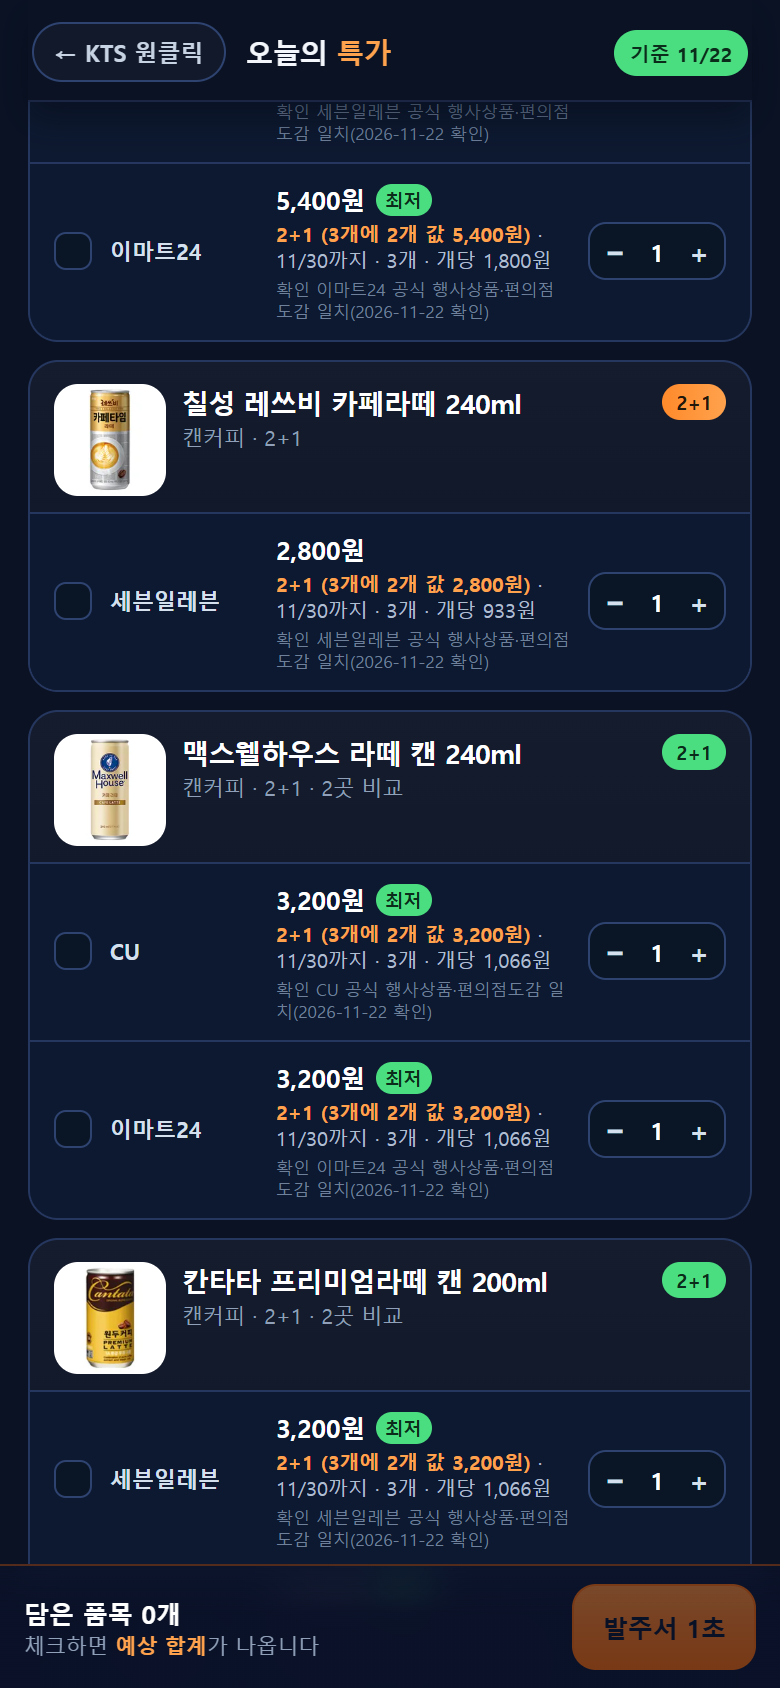 ← KTS 원클릭
오늘의 특가
기준 11/22
확인 세븐일레븐 공식 행사상품·편의점
도감 일치(2026-11-22 확인)
이마트24
5,400원 최저
2+1 (3개에 2개 값 5,400원) ·
11/30까지 · 3개 · 개당 1,800원
확인 이마트24 공식 행사상품·편의점
도감 일치(2026-11-22 확인)
− 1 +
레쓰비
카페타임
칠성 레쓰비 카페라떼 240ml
캔커피 · 2+1
2+1
세븐일레븐
2,800원
2+1 (3개에 2개 값 2,800원) ·
11/30까지 · 3개 · 개당 933원
확인 세븐일레븐 공식 행사상품·편의점
도감 일치(2026-11-22 확인)
− 1 +
Maxwell
House
맥스웰하우스 라떼 캔 240ml
캔커피 · 2+1 · 2곳 비교
2+1
CU
3,200원 최저
2+1 (3개에 2개 값 3,200원) ·
11/30까지 · 3개 · 개당 1,066원
확인 CU 공식 행사상품·편의점도감 일
치(2026-11-22 확인)
− 1 +
이마트24
3,200원 최저
2+1 (3개에 2개 값 3,200원) ·
11/30까지 · 3개 · 개당 1,066원
확인 이마트24 공식 행사상품·편의점
도감 일치(2026-11-22 확인)
− 1 +
Cantata
원두커피
PREMIUM
LATTE
칸타타 프리미엄라떼 캔 200ml
캔커피 · 2+1 · 2곳 비교
2+1
세븐일레븐
3,200원 최저
2+1 (3개에 2개 값 3,200원) ·
11/30까지 · 3개 · 개당 1,066원
확인 세븐일레븐 공식 행사상품·편의점
도감 일치(2026-11-22 확인)
− 1 +
담은 품목 0개
체크하면 예상 합계가 나옵니다
발주서 1초